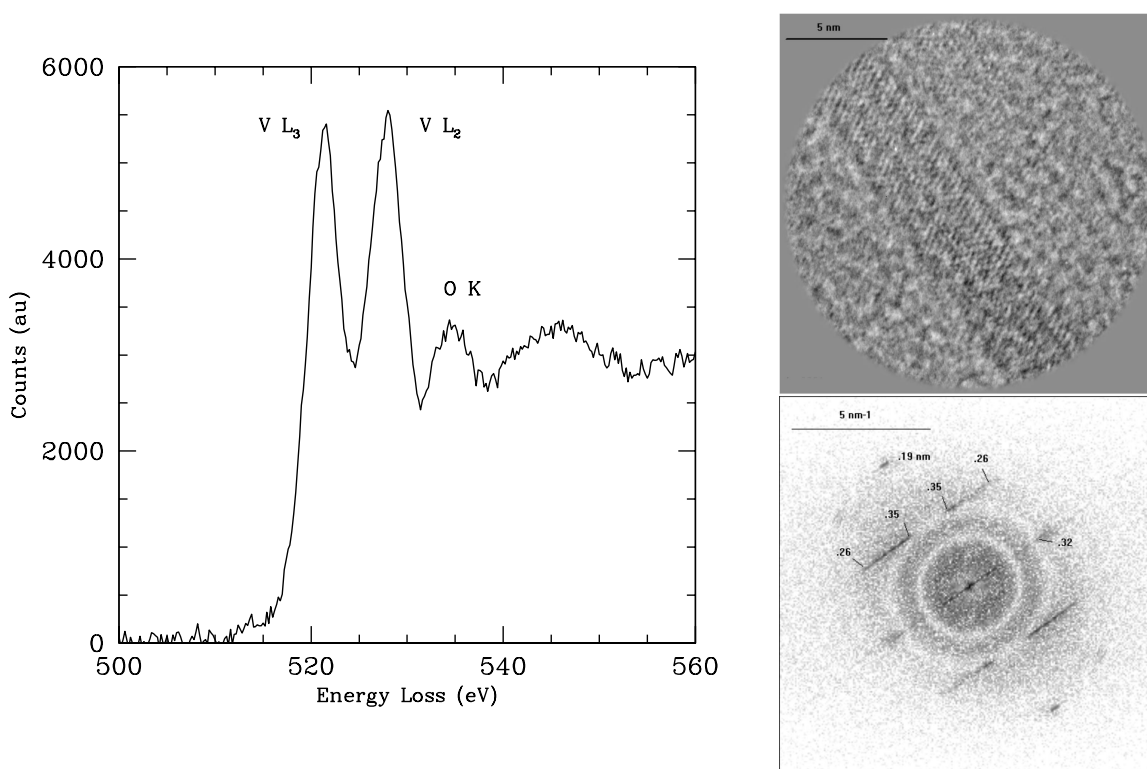 6000
V L3
V L2
4000
O K
2000
0
500
520
540
560
Counts (au)
Energy Loss (eV)
5 nm
5 nm-1
.19 nm
.26
.35
.35
.26
.32